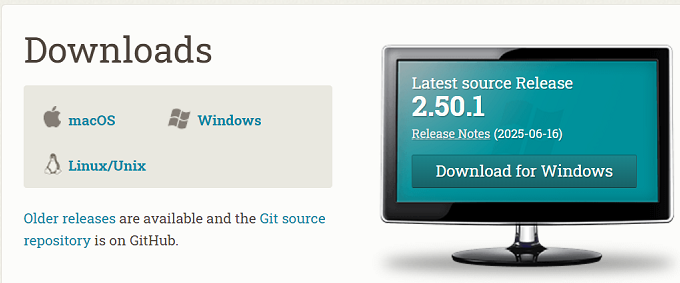 Downloads
macOS
Windows
Linux/Unix
Older releases are available and the Git source
repository is on GitHub.
Latest source Release
2.50.1
Release Notes (2025-06-16)
Download for Windows